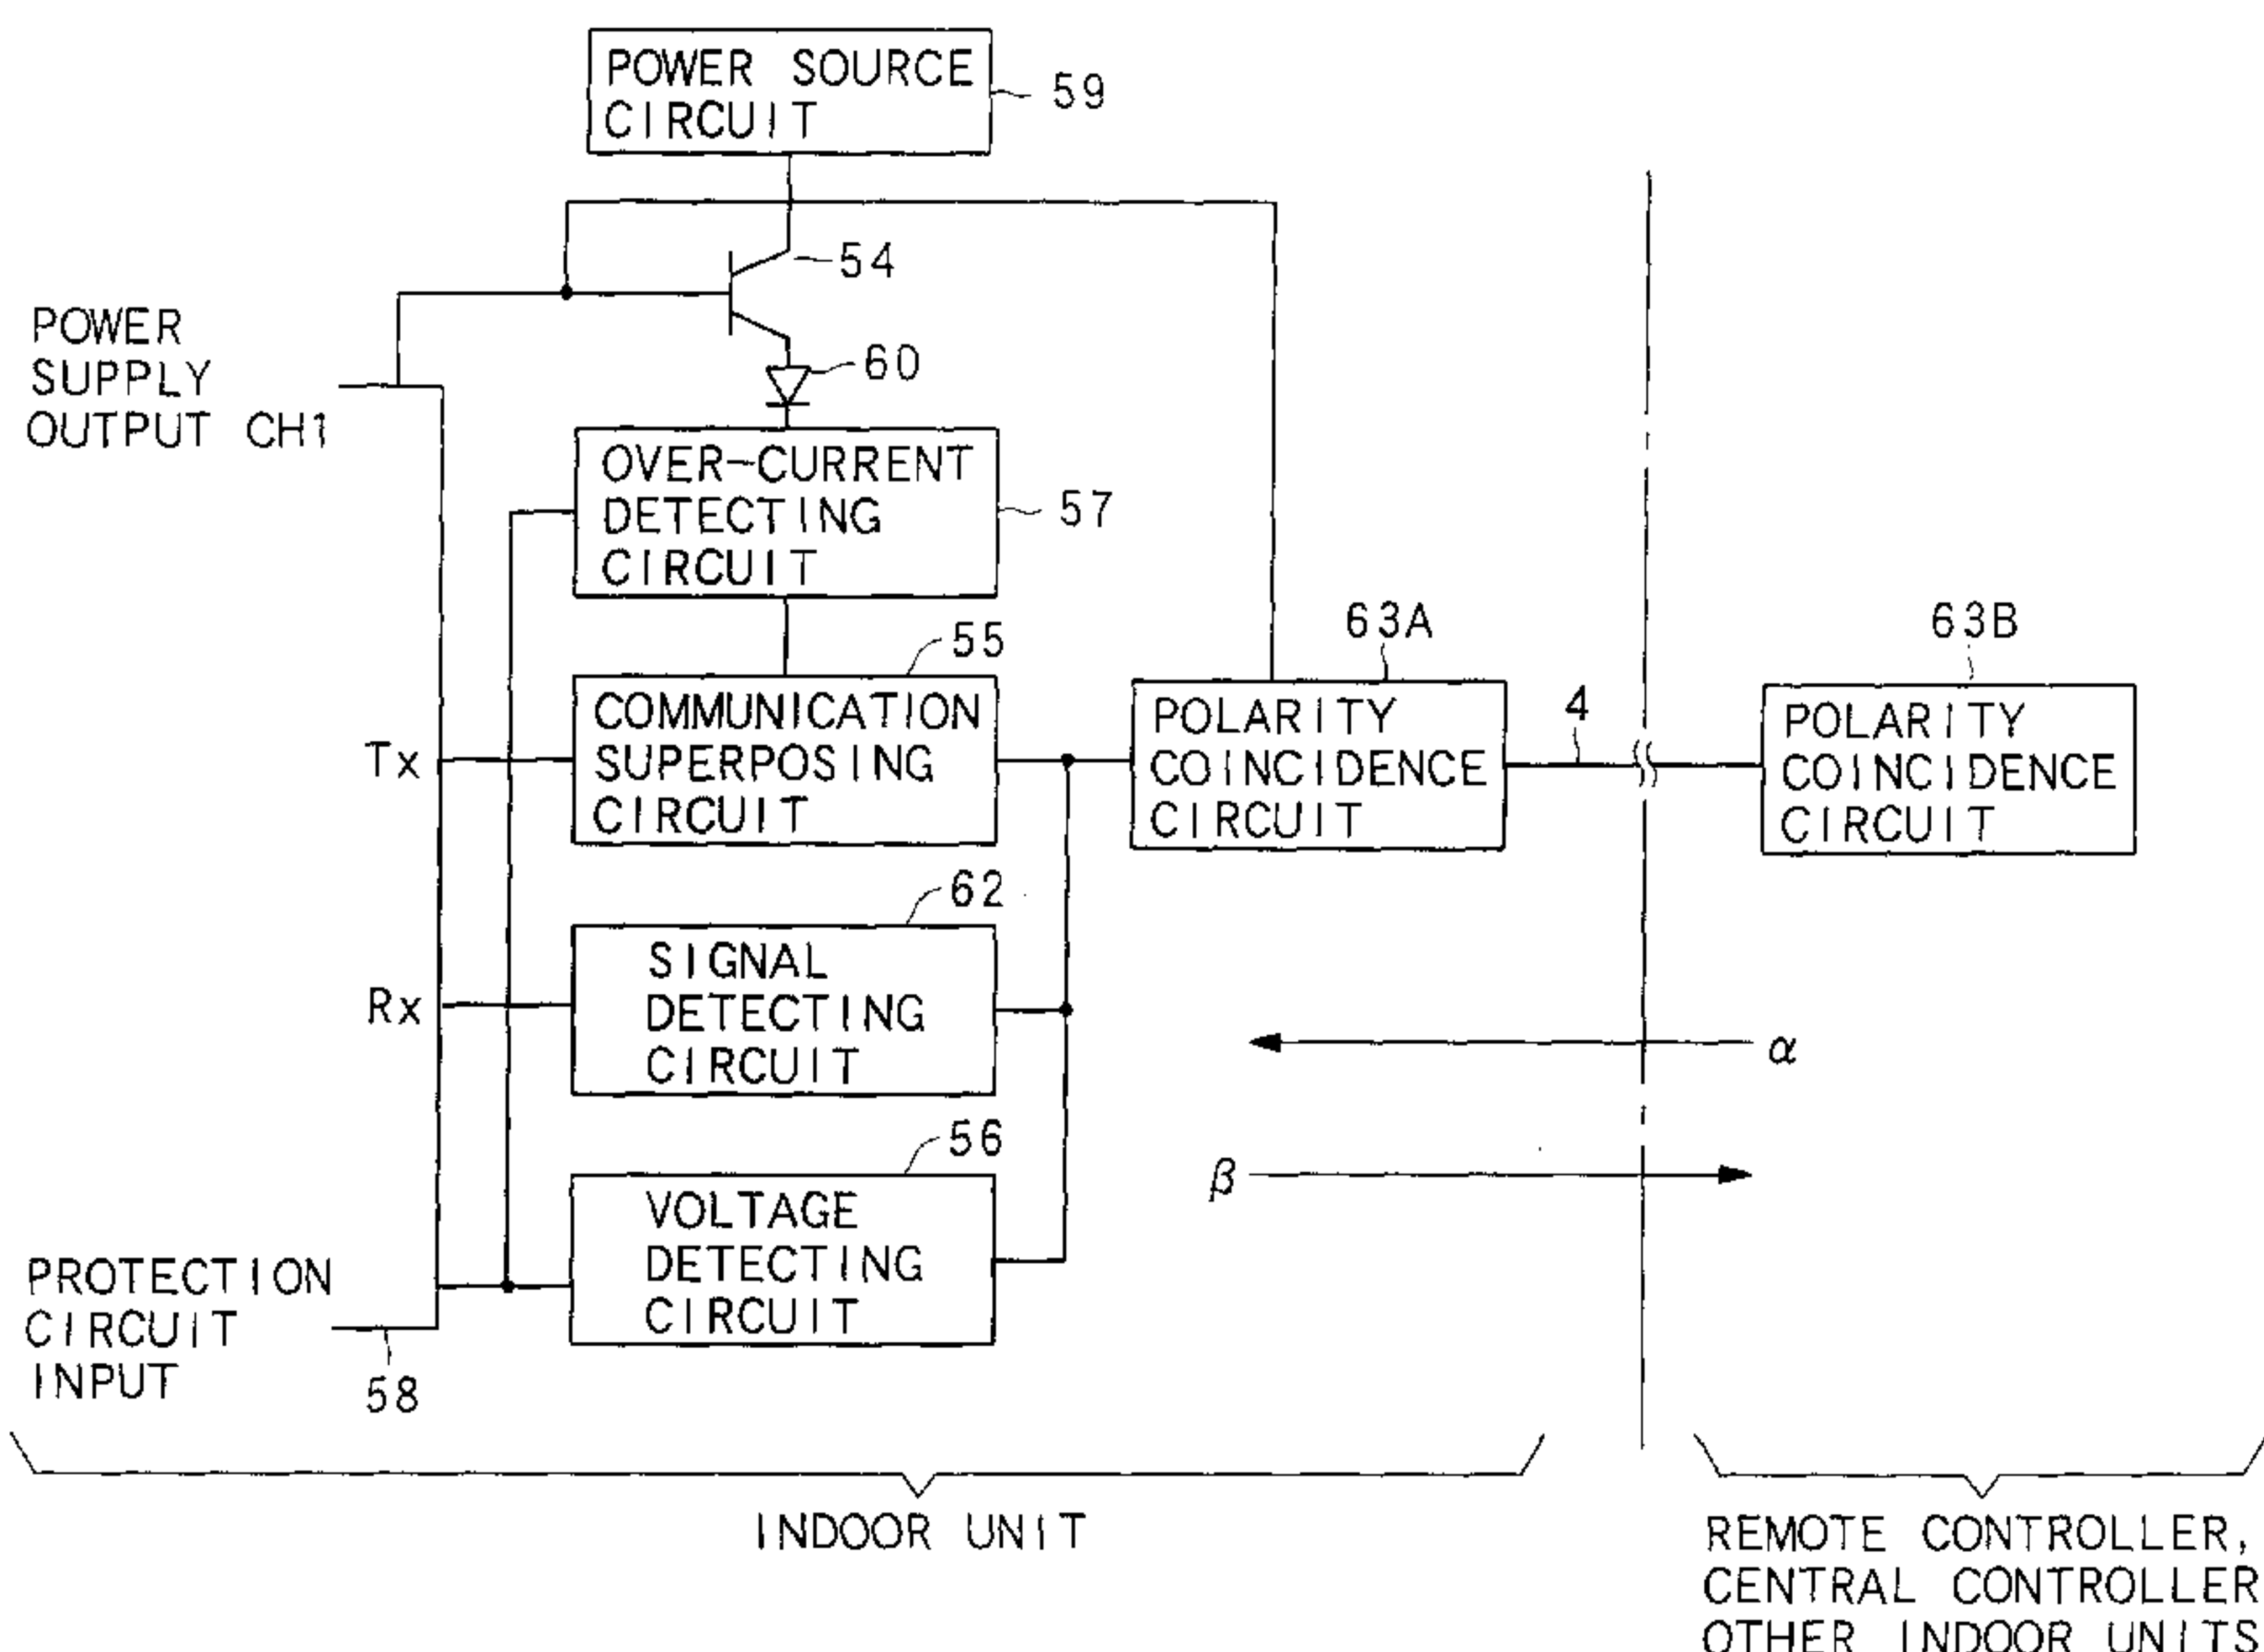 POWER SOURCE
CIRCUIT
59
54
POWER
SUPPLY
OUTPUT CH1
60
OVER-CURRENT
DETECTING
CIRCUIT
57
55
63A
63B
COMMUNICATION
SUPERPOSING
CIRCUIT
Tx
POLARITY
COINCIDENCE
CIRCUIT
4
POLARITY
COINCIDENCE
CIRCUIT
62
SIGNAL
DETECTING
CIRCUIT
Rx
α
56
β
VOLTAGE
DETECTING
CIRCUIT
PROTECTION
CIRCUIT
INPUT
58
INDOOR UNIT
REMOTE CONTROLLER,
CENTRAL CONTROLLER
OTHER INDOOR UNITS